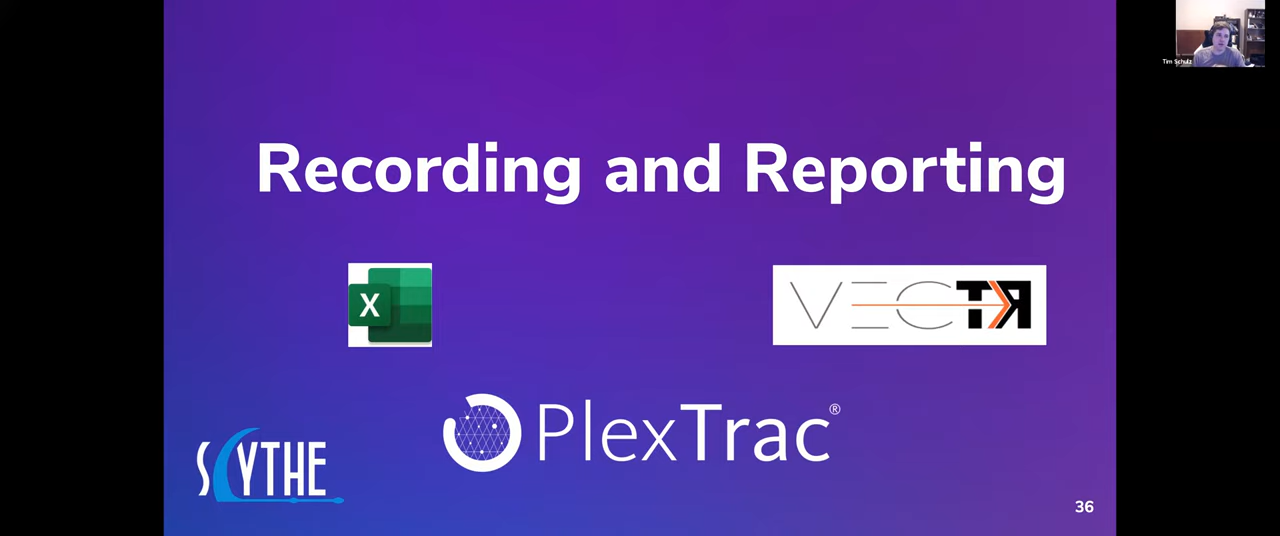 Recording and Reporting
X
VECTR
PlexTrac®
SCYTHE
36
Tim Schulz